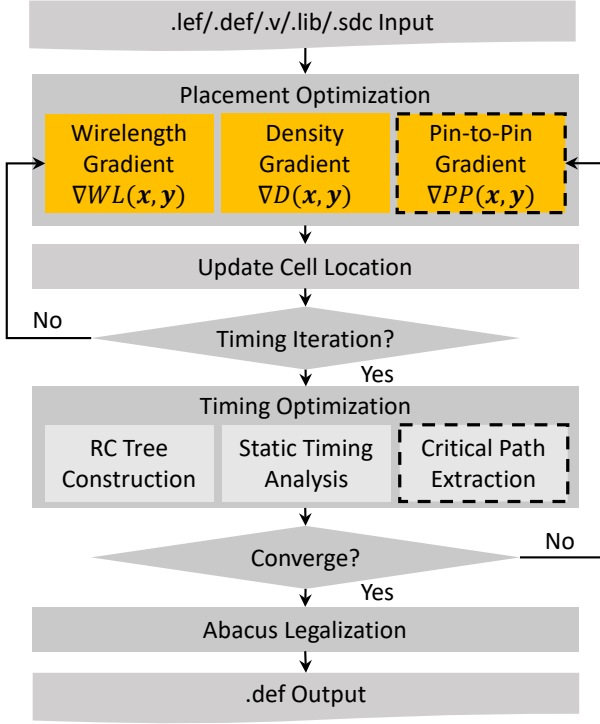 .lef/.def/.v/.lib/.sdc Input
Placement Optimization
Wirelength
Gradient
∇WL(x, y)
Density
Gradient
∇D(x, y)
Pin-to-Pin
Gradient
∇PP(x, y)
Update Cell Location
No
Timing Iteration?
Yes
Timing Optimization
RC Tree
Construction
Static Timing
Analysis
Critical Path
Extraction
Converge?
No
Yes
Abacus Legalization
.def Output